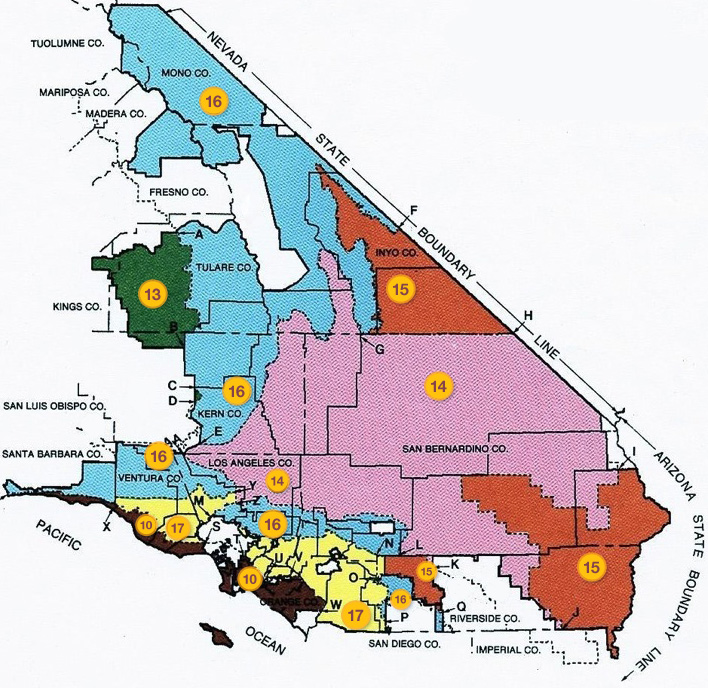 TUOLUMNE CO.
NEVADA
MONO CO.
16
MARIPOSA CO.
MADERA CO.
STATE
FRESNO CO.
F
BOUNDARY
A
INYO CO.
TULARE CO.
15
13
KINGS CO.
H
B
LINE
G
14
C
16
D
KERN CO.
SAN LUIS OBISPO CO.
E
SANTA BARBARA CO.
16
LOS ANGELES CO.
SAN BERNARDINO CO.
I
ARIZONA
VENTURA CO.
14
Y
Z
M
X
10
17
S
16
PACIFIC
STATE
N
L
U
V
K
15
15
BOUNDARY
10
O
ORANGE CO.
W
16
17
P
Q
RIVERSIDE CO.
J
OCEAN
SAN DIEGO CO.
IMPERIAL CO.
LINE